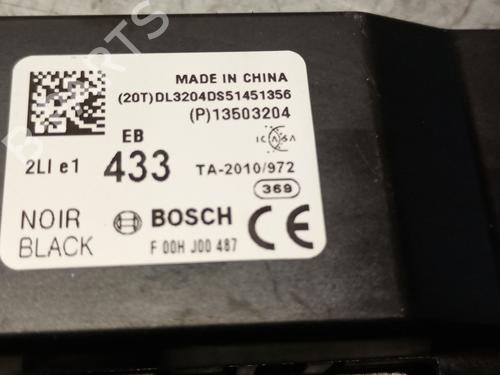 MADE IN CHINA
(20T)DL3204DS51451356
(P)13503204
EB
ICASA
2LI e1 433 TA-2010/972
369
NOIR
BLACK
BOSCH
CE
F 00H J00 487
PARTS